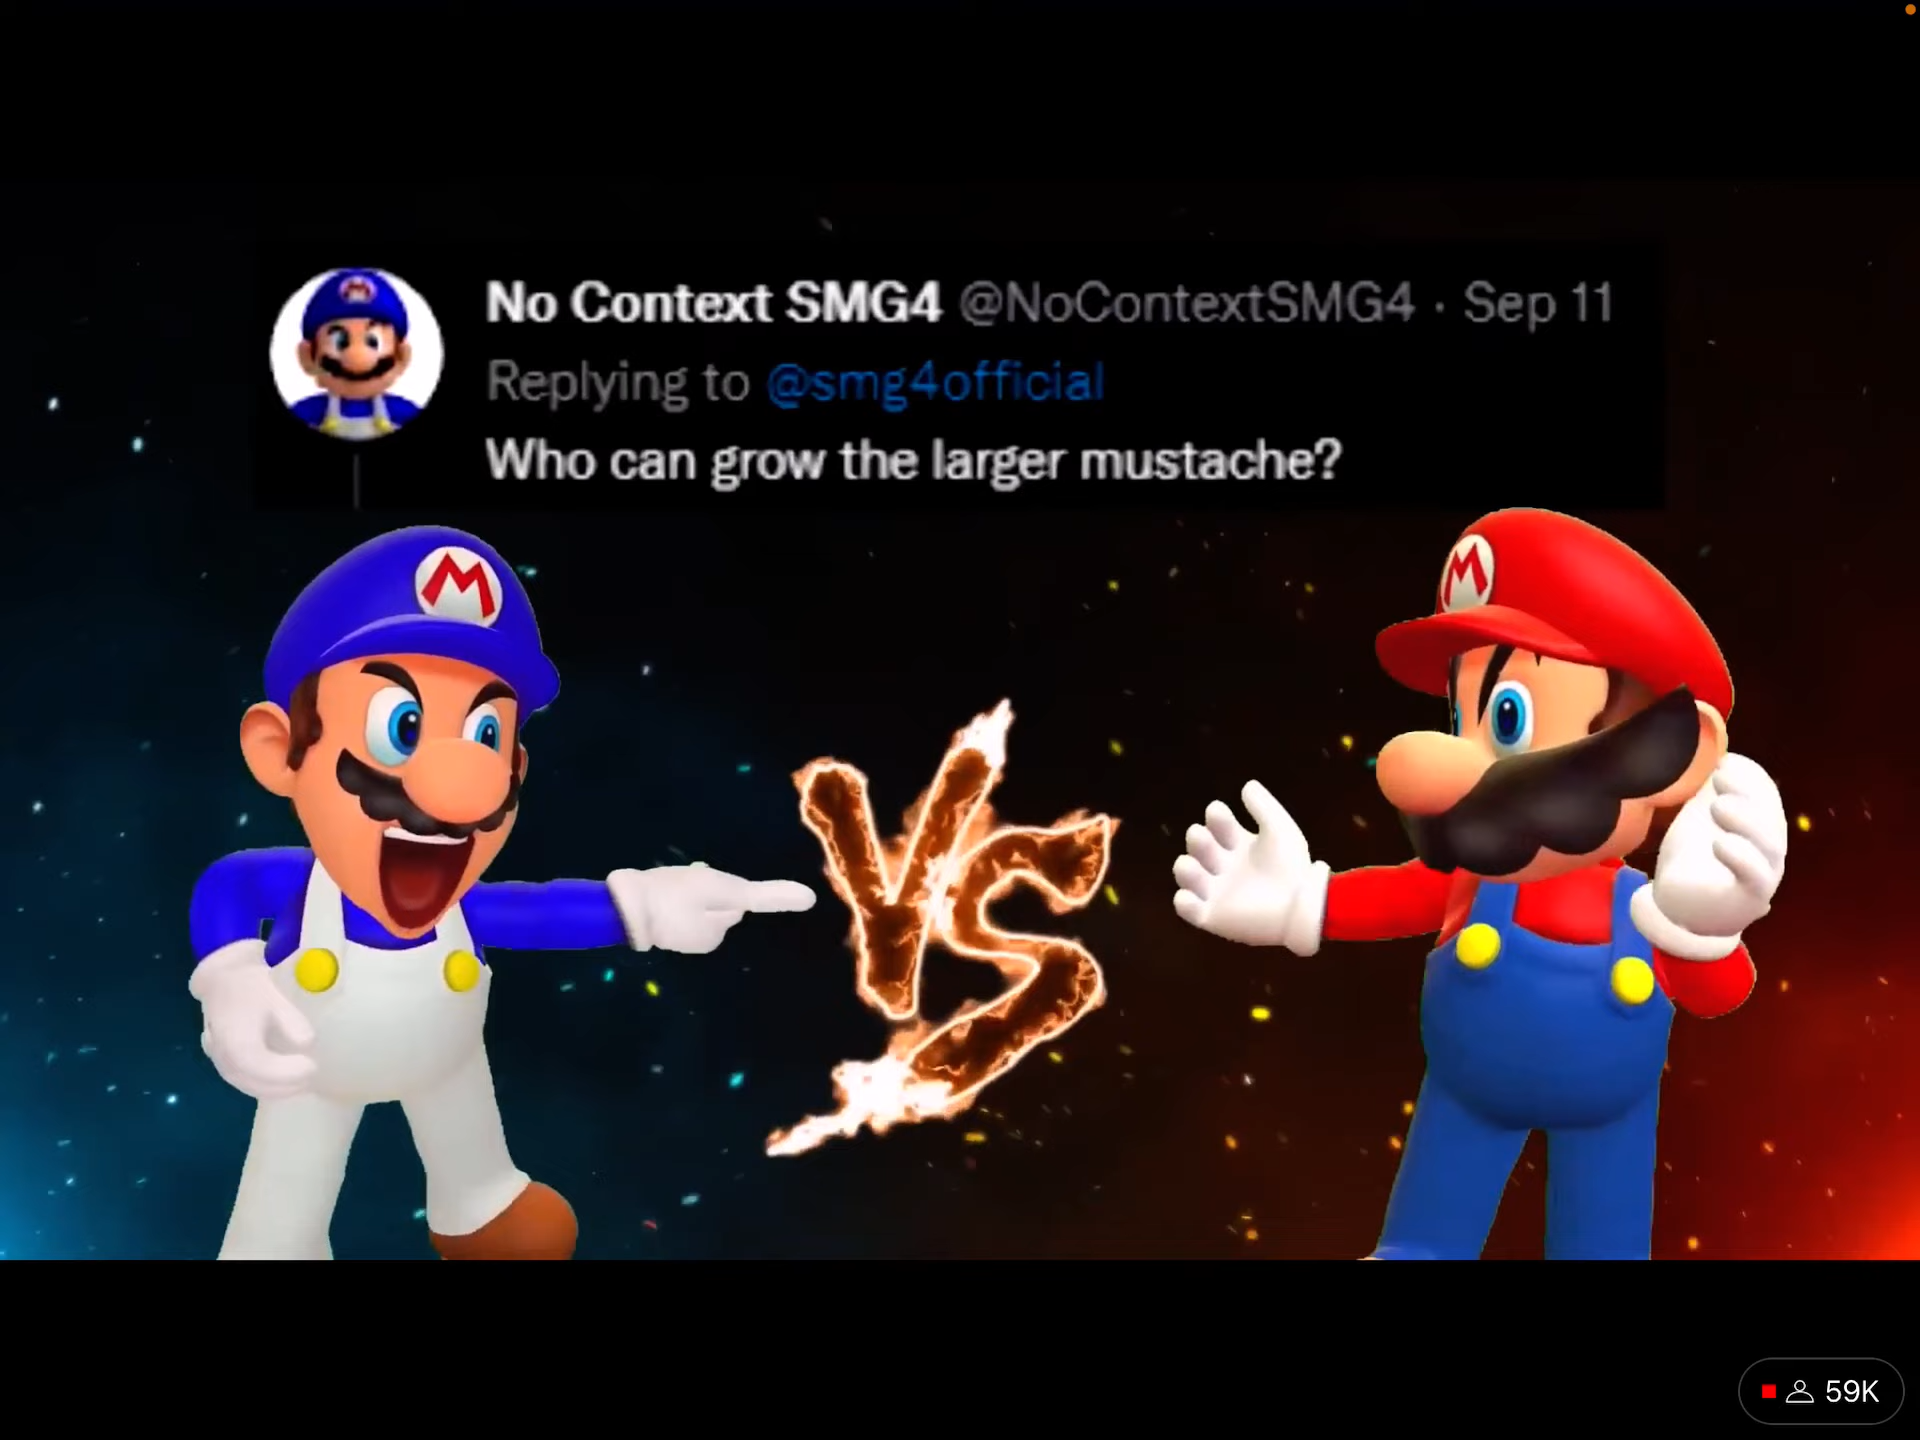 No Context SMG4 @NoContextSMG4 · Sep 11
Replying to @smg4official
Who can grow the larger mustache?
M
M
M
VS
59K